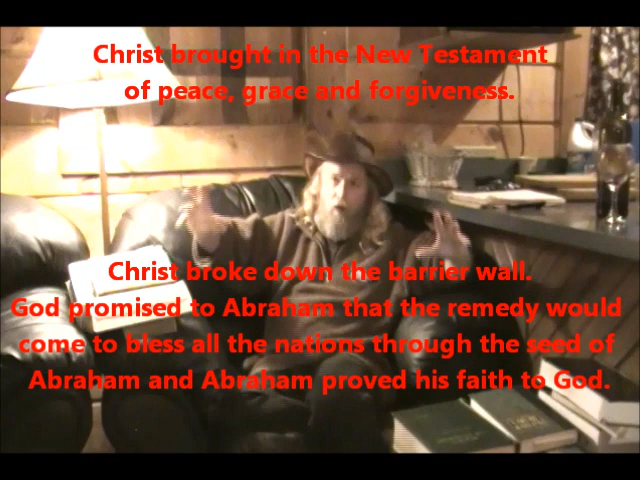 Christ brought in the New Testament
of peace, grace and forgiveness.
Christ broke down the barrier wall.
God promised to Abraham that the remedy would
come to bless all the nations through the seed of
Abraham and Abraham proved his faith to God.